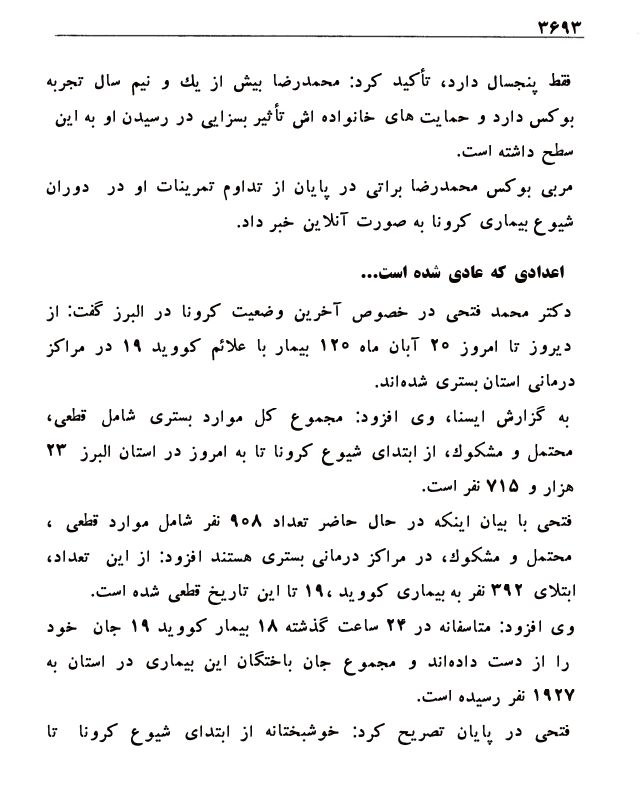 ۳۶۹۳
فقط پنجسال دارد، تأکید کرد: محمدرضا بیش از یك و نیم سال تجربه
بوکس دارد و حمایت های خانواده اش تأثیر بسزایی در رسیدن او به این
سطح داشته است.
مربی بوکس محمدرضا براتی در پایان از تداوم تمرینات او در دوران
شیوع بیماری کرونا به صورت آنلاین خبر داد.
اعدادی که عادی شده است...
دکتر محمد فتحی در خصوص آخرین وضعیت کرونا در البرز گفت: از
دیروز تا امروز ۲۰ آبان ماه ۱۲۰ بیمار با علائم کووید ۱۹ در مراکز
درمانی استان بستری شده‌اند.
به گزارش ایسنا، وی افزود: مجموع کل موارد بستری شامل قطعی،
محتمل و مشکوك، از ابتدای شیوع کرونا تا به امروز در استان البرز ۲۳
هزار و ۷۱۵ نفر است.
فتحی با بیان اینکه در حال حاضر تعداد ۹۰۸ نفر شامل موارد قطعی ،
محتمل و مشکوك، در مراکز درمانی بستری هستند افزود: از این تعداد،
ابتلای ۳۹۲ نفر به بیماری کووید ،۱۹ تا این تاریخ قطعی شده است.
وی افزود: متاسفانه در ۲۴ ساعت گذشته ۱۸ بیمار کووید ۱۹ جان خود
را از دست داده‌اند و مجموع جان باختگان این بیماری در استان به
۱۹۲۷ نفر رسیده است.
فتحی در پایان تصریح کرد: خوشبختانه از ابتدای شیوع کرونا تا